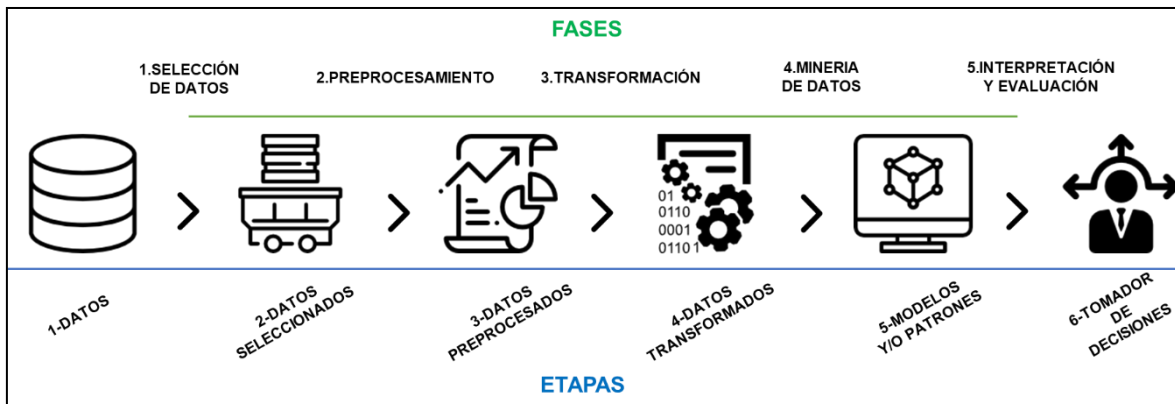 FASES
1.SELECCIÓN
DE DATOS
2.PREPROCESAMIENTO
3.TRANSFORMACIÓN
4.MINERIA
DE DATOS
5.INTERPRETACIÓN
Y EVALUACIÓN
01
0110
0001
01101
1-DATOS
2-DATOS
SELECCIONADOS
3-DATOS
PREPROCESADOS
4-DATOS
TRANSFORMADOS
5-MODELOS
Y/O PATRONES
6-TOMADOR
DE
DECISIONES
ETAPAS